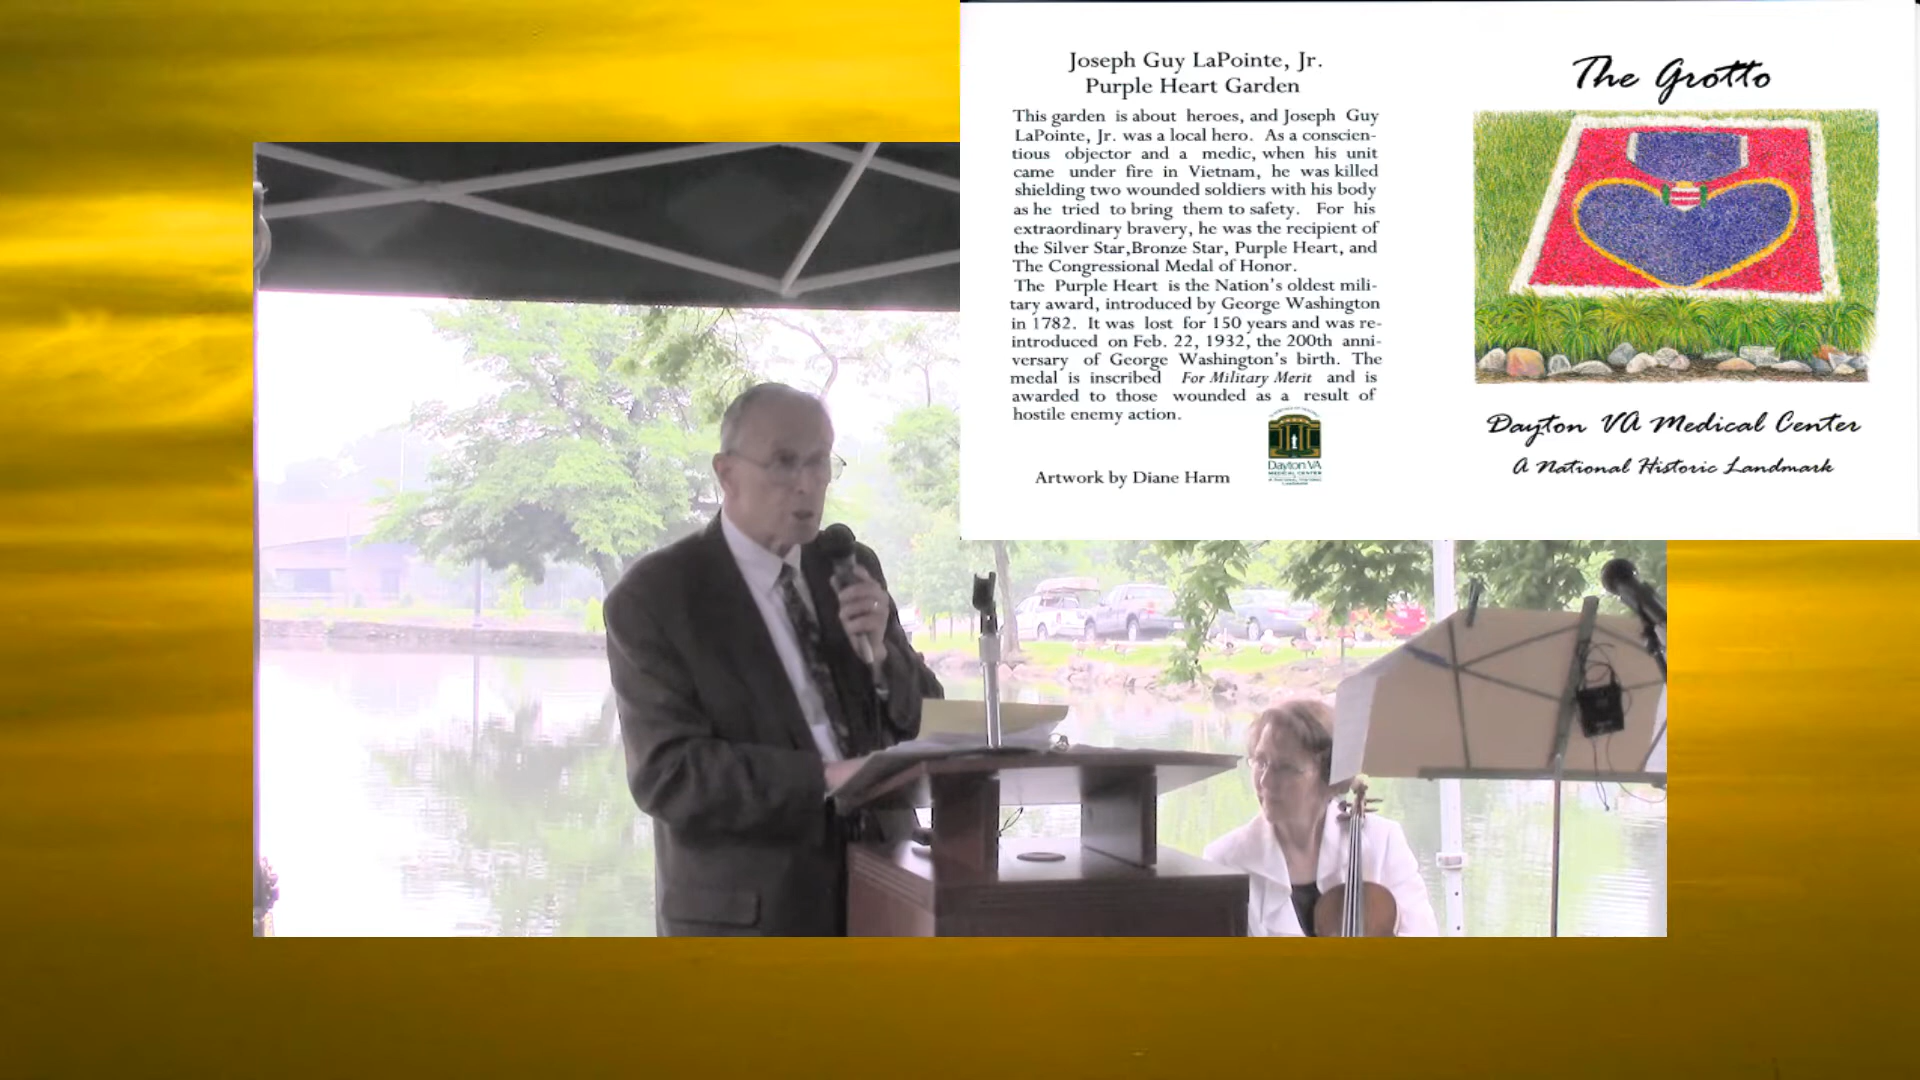 Joseph Guy LaPointe, Jr.
Purple Heart Garden
This garden is about heroes, and Joseph Guy
LaPointe, Jr. was a local hero. As a conscien-
tious objector and a medic, when his unit
came under fire in Vietnam, he was killed
shielding two wounded soldiers with his body
as he tried to bring them to safety. For his
extraordinary bravery, he was the recipient of
the Silver Star,Bronze Star, Purple Heart, and
The Congressional Medal of Honor.
The Purple Heart is the Nation's oldest mili-
tary award, introduced by George Washington
in 1782. It was lost for 150 years and was re-
introduced on Feb. 22, 1932, the 200th anni-
versary of George Washington's birth. The
medal is inscribed For Military Merit and is
awarded to those wounded as a result of
hostile enemy action.
Artwork by Diane Harm
Dayton VA
MEDICAL CENTER
The Grotto
Dayton VA Medical Center
A National Historic Landmark